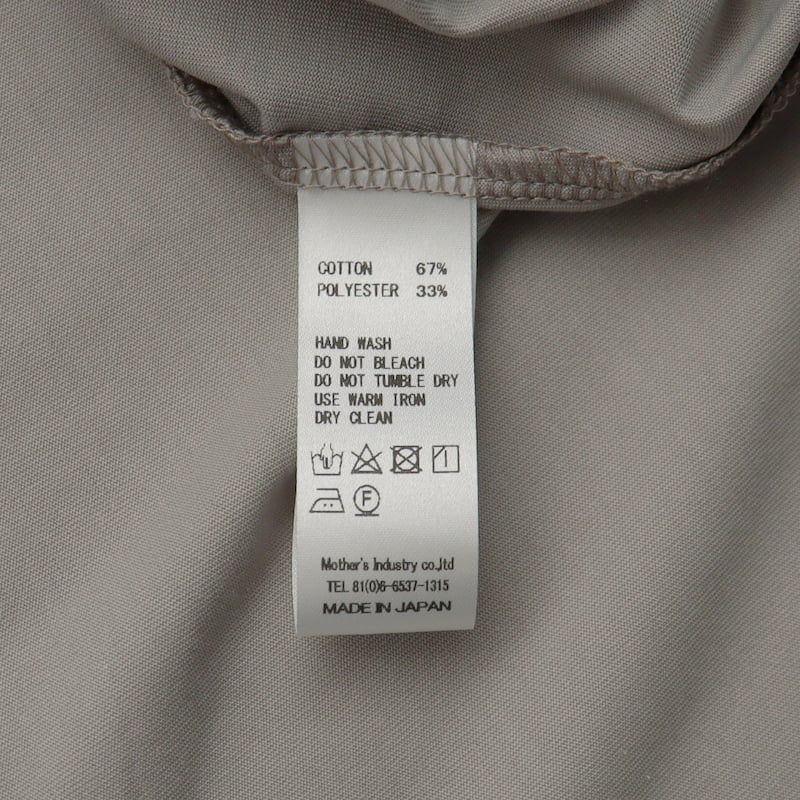 COTTON 67%
POLYESTER 33%
HAND WASH
DO NOT BLEACH
DO NOT TUMBLE DRY
USE WARM IRON
DRY CLEAN
F
Mother's Industry co.,ltd
TEL 81(0)6-6537-1315
MADE IN JAPAN